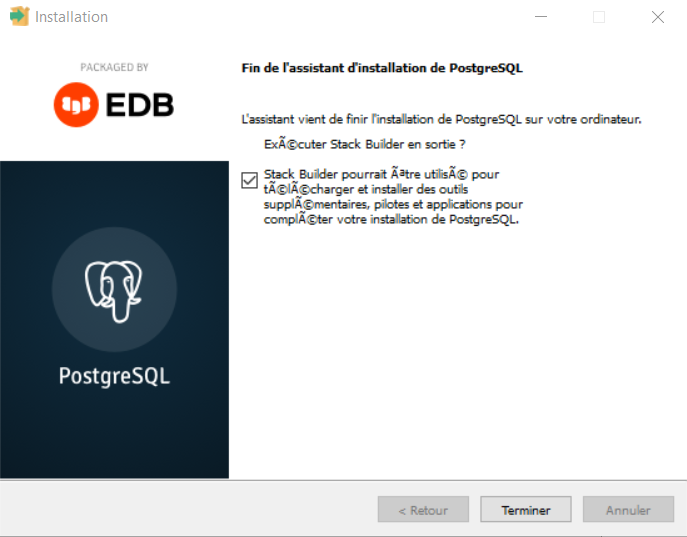 Installation
PACKAGED BY
EDB
PostgreSQL
Fin de l'assistant d'installation de PostgreSQL
L'assistant vient de finir l'installation de PostgreSQL sur votre ordinateur.
ExÃ©cuter Stack Builder en sortie ?
Stack Builder pourrait Ãªtre utilisÃ© pour
tÃ©lÃ©charger et installer des outils
supplÃ©mentaires, pilotes et applications pour
complÃ©ter votre installation de PostgreSQL.
< Retour
Terminer
Annuler